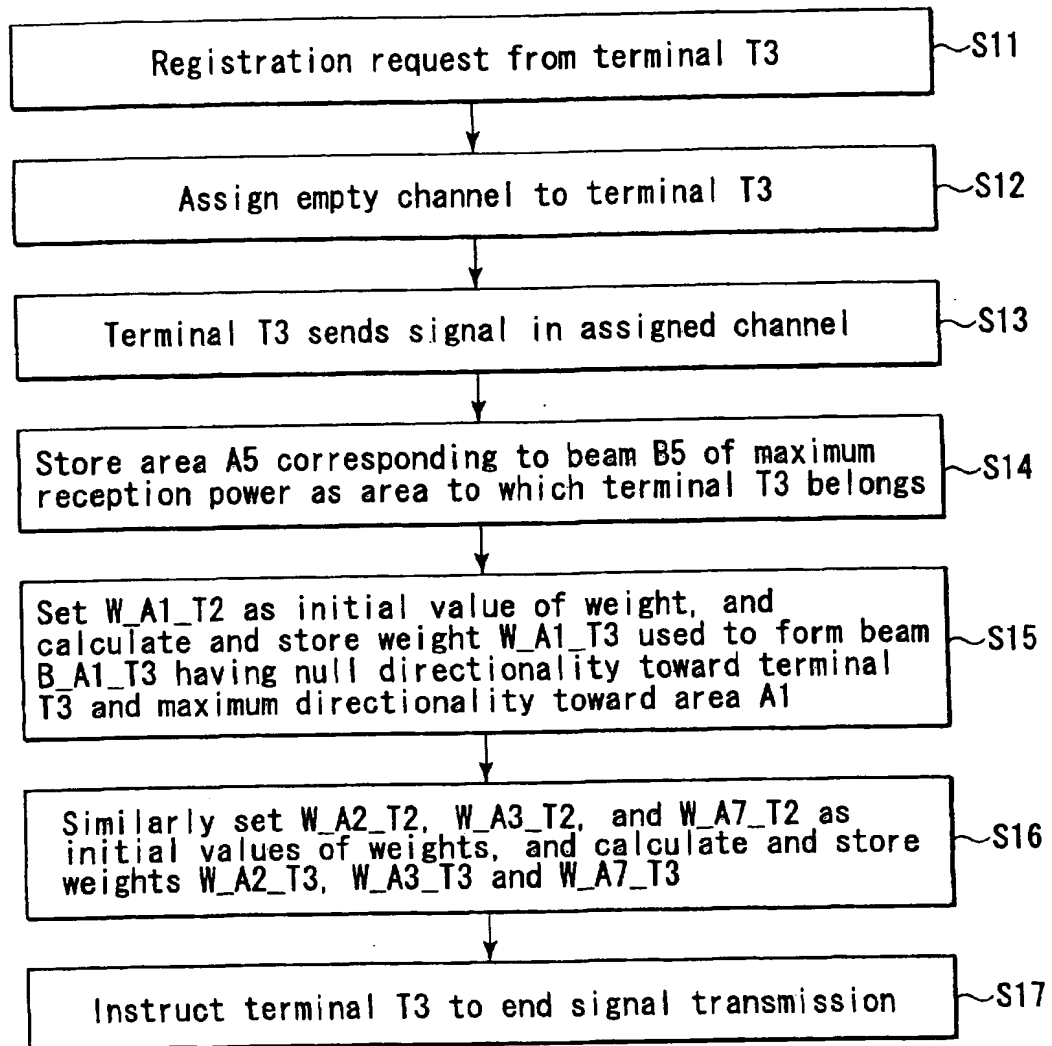 Registration request from terminal T3
S11
Assign empty channel to terminal T3
S12
Terminal T3 sends signal in assigned channel
S13
Store area A5 corresponding to beam B5 of maximum
reception power as area to which terminal T3 belongs
S14
Set W_A1_T2 as initial value of weight, and
calculate and store weight W_A1_T3 used to form beam
B_A1_T3 having null directionality toward terminal
T3 and maximum directionality toward area A1
S15
Similarly set W_A2_T2, W_A3_T2, and W_A7_T2 as
initial values of weights, and calculate and store
weights W_A2_T3, W_A3_T3 and W_A7_T3
S16
Instruct terminal T3 to end signal transmission
S17